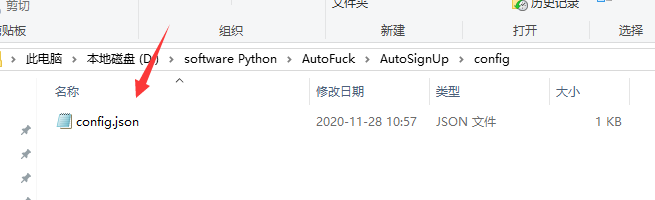 剪切
文件夹
历史记录
剪贴板
组织
新建
打开
选择
此电脑 本地磁盘 (D:) software Python AutoFuck AutoSignUp config
名称 修改日期 类型 大小
config.json 2020-11-28 10:57 JSON 文件 1 KB